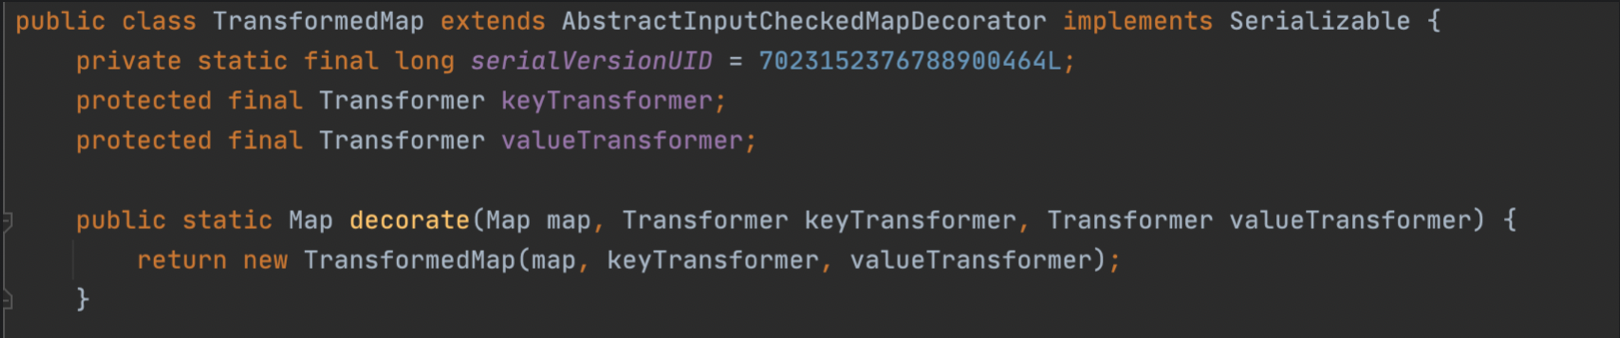 public class TransformedMap extends AbstractInputCheckedMapDecorator implements Serializable {
private static final long serialVersionUID = 7023152376788900464L;
protected final Transformer keyTransformer;
protected final Transformer valueTransformer;
public static Map decorate(Map map, Transformer keyTransformer, Transformer valueTransformer) {
return new TransformedMap(map, keyTransformer, valueTransformer);
}